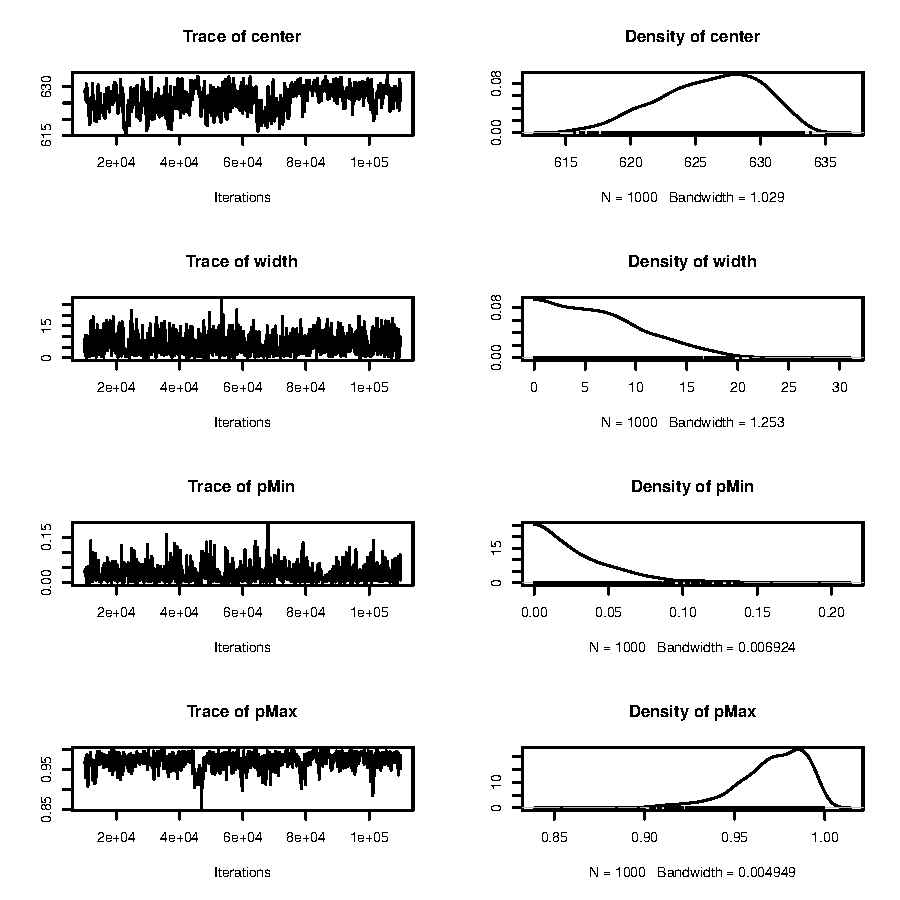 Trace of center
Density of center
630
615
2e+04 4e+04 6e+04 8e+04 1e+05
Iterations
0.08
0.00
615 620 625 630 635
N = 1000 Bandwidth = 1.029
Trace of width
Density of width
15
0
2e+04 4e+04 6e+04 8e+04 1e+05
Iterations
0.08
0.00
0 5 10 15 20 25 30
N = 1000 Bandwidth = 1.253
Trace of pMin
Density of pMin
0.15
0.00
2e+04 4e+04 6e+04 8e+04 1e+05
Iterations
15
0
0.00 0.05 0.10 0.15 0.20
N = 1000 Bandwidth = 0.006924
Trace of pMax
Density of pMax
0.95
0.85
2e+04 4e+04 6e+04 8e+04 1e+05
Iterations
10
0
0.85 0.90 0.95 1.00
N = 1000 Bandwidth = 0.004949